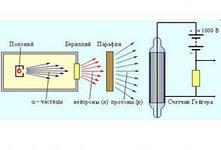 ≈ 1000 В
Полоний
Бериллий
Парафин
α-частицы
нейтроны (n)
протоны (p)
Счетчик Гейгера